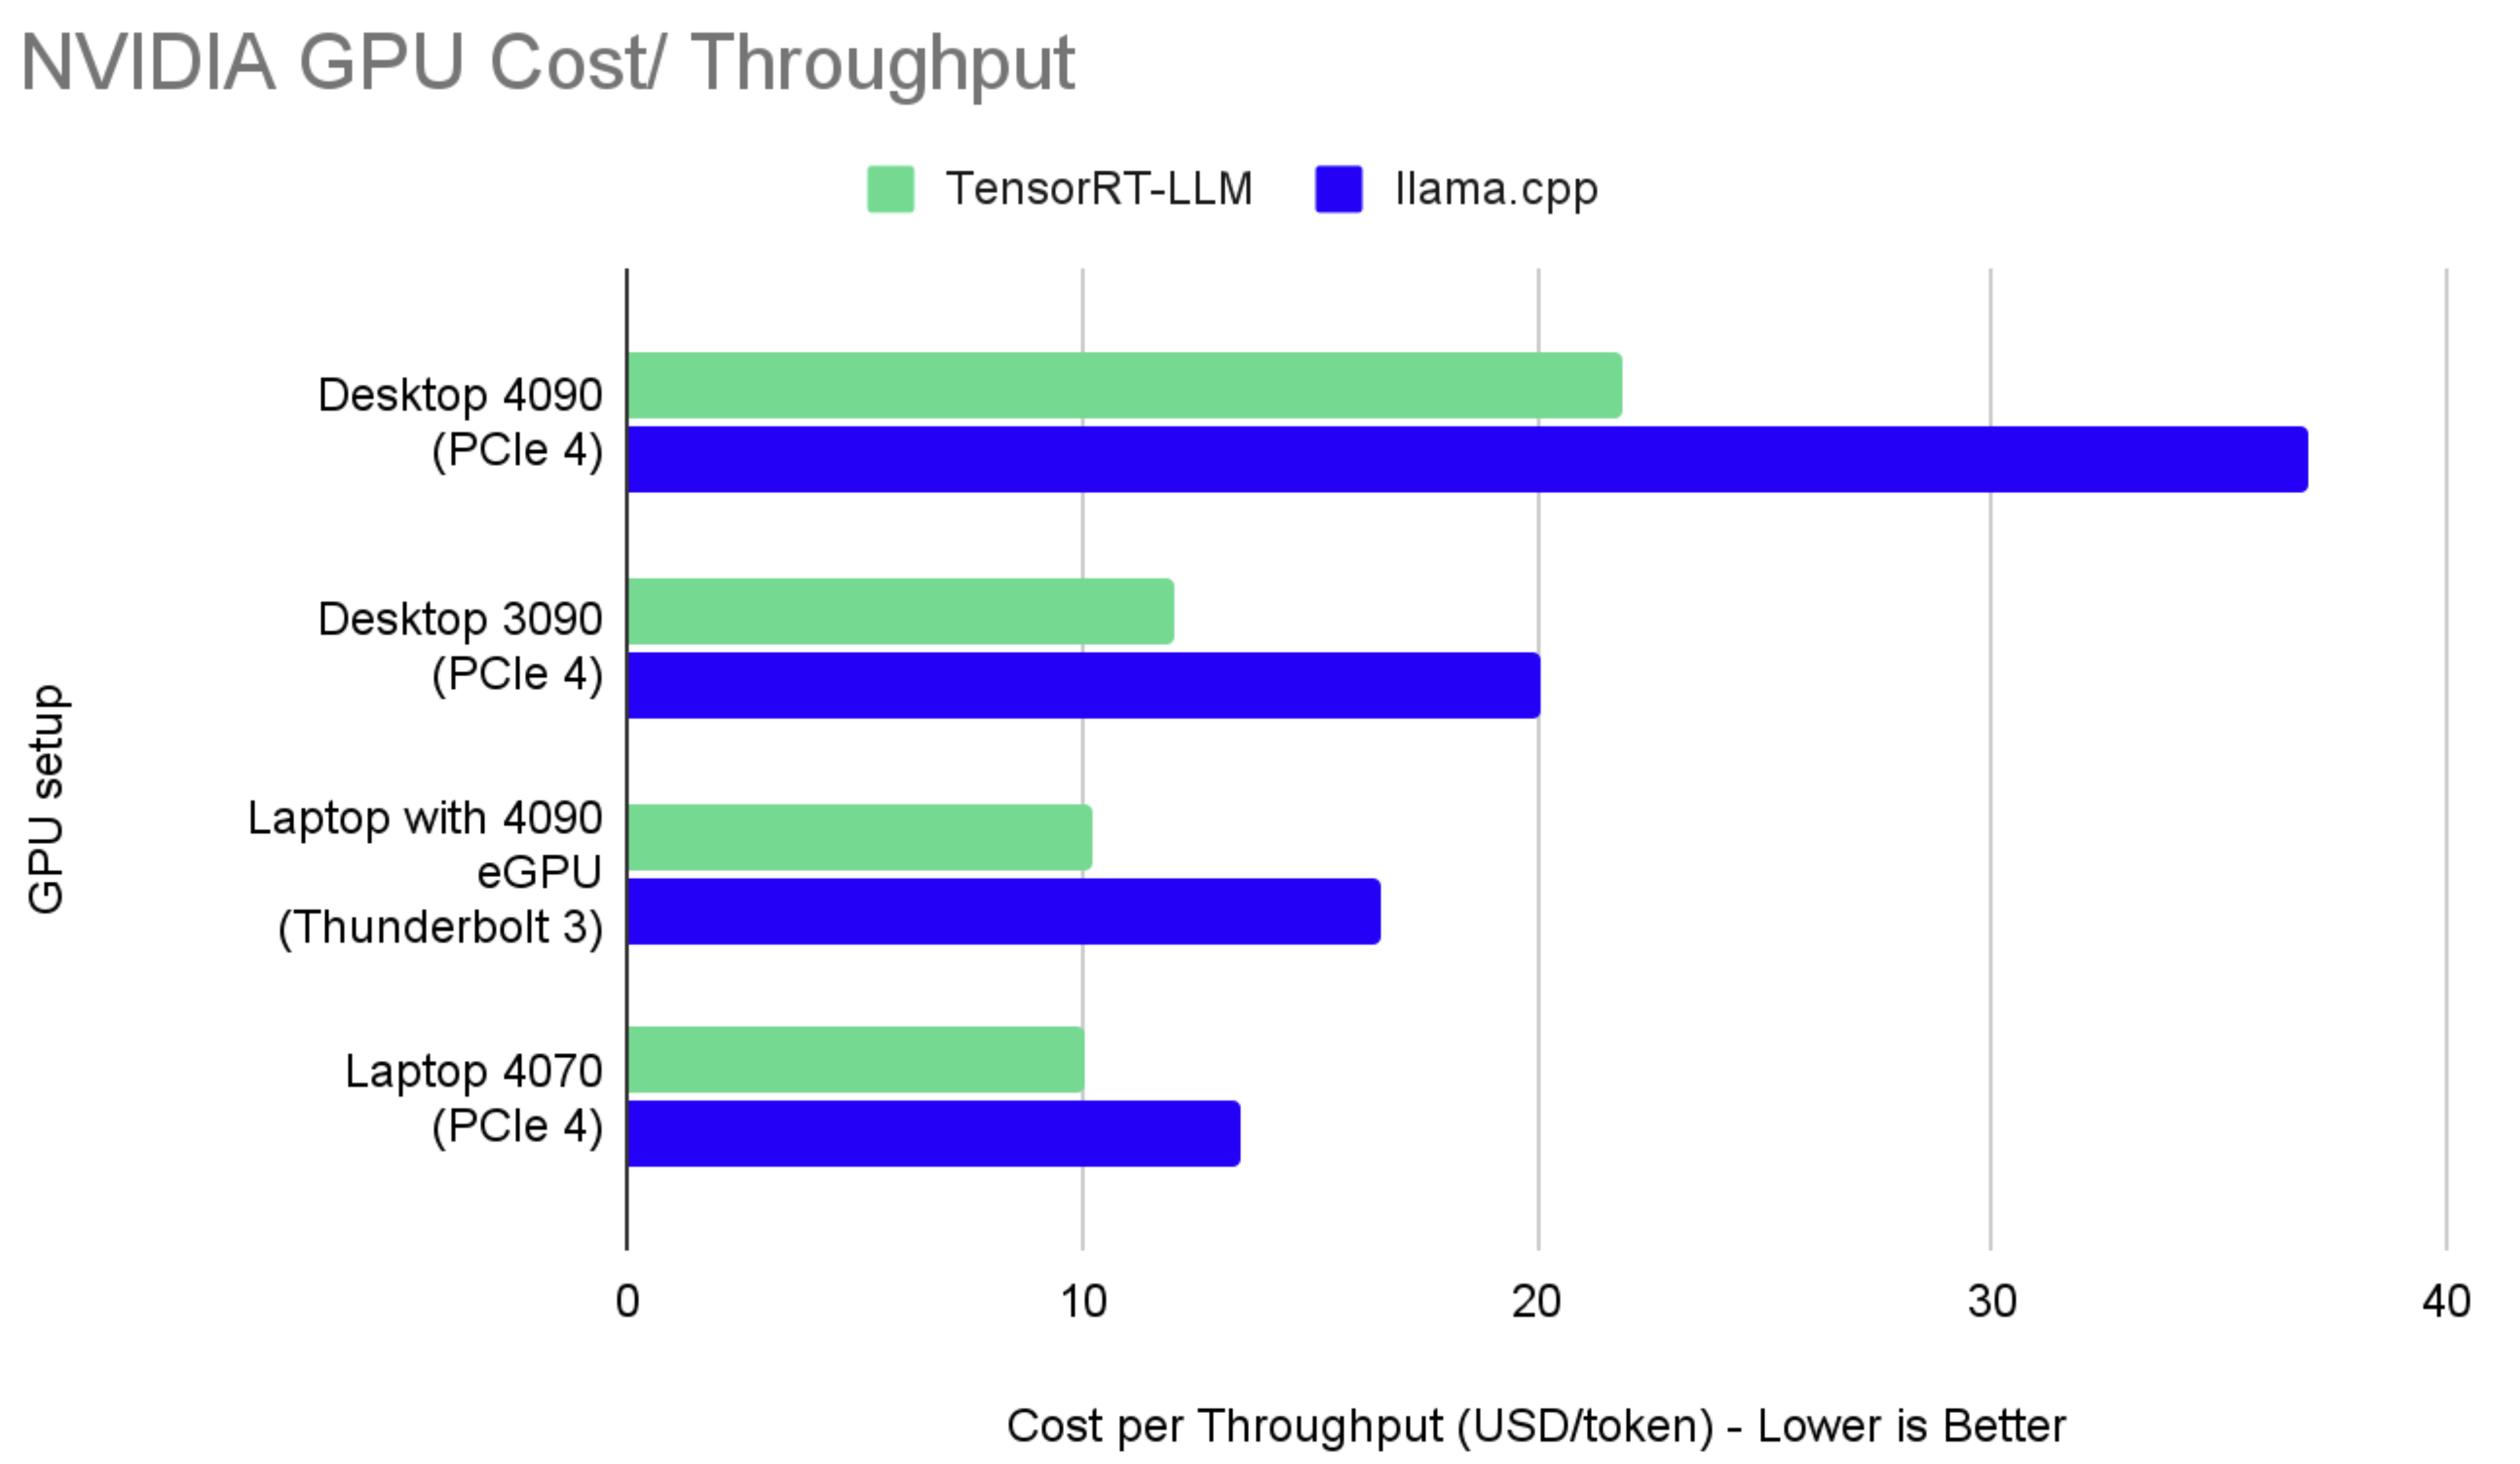 NVIDIA GPU Cost/ Throughput
TensorRT-LLM
llama.cpp
GPU setup
Desktop 4090
(PCIe 4)
Desktop 3090
(PCIe 4)
Laptop with 4090
eGPU
(Thunderbolt 3)
Laptop 4070
(PCIe 4)
0
10
20
30
40
Cost per Throughput (USD/token) - Lower is Better